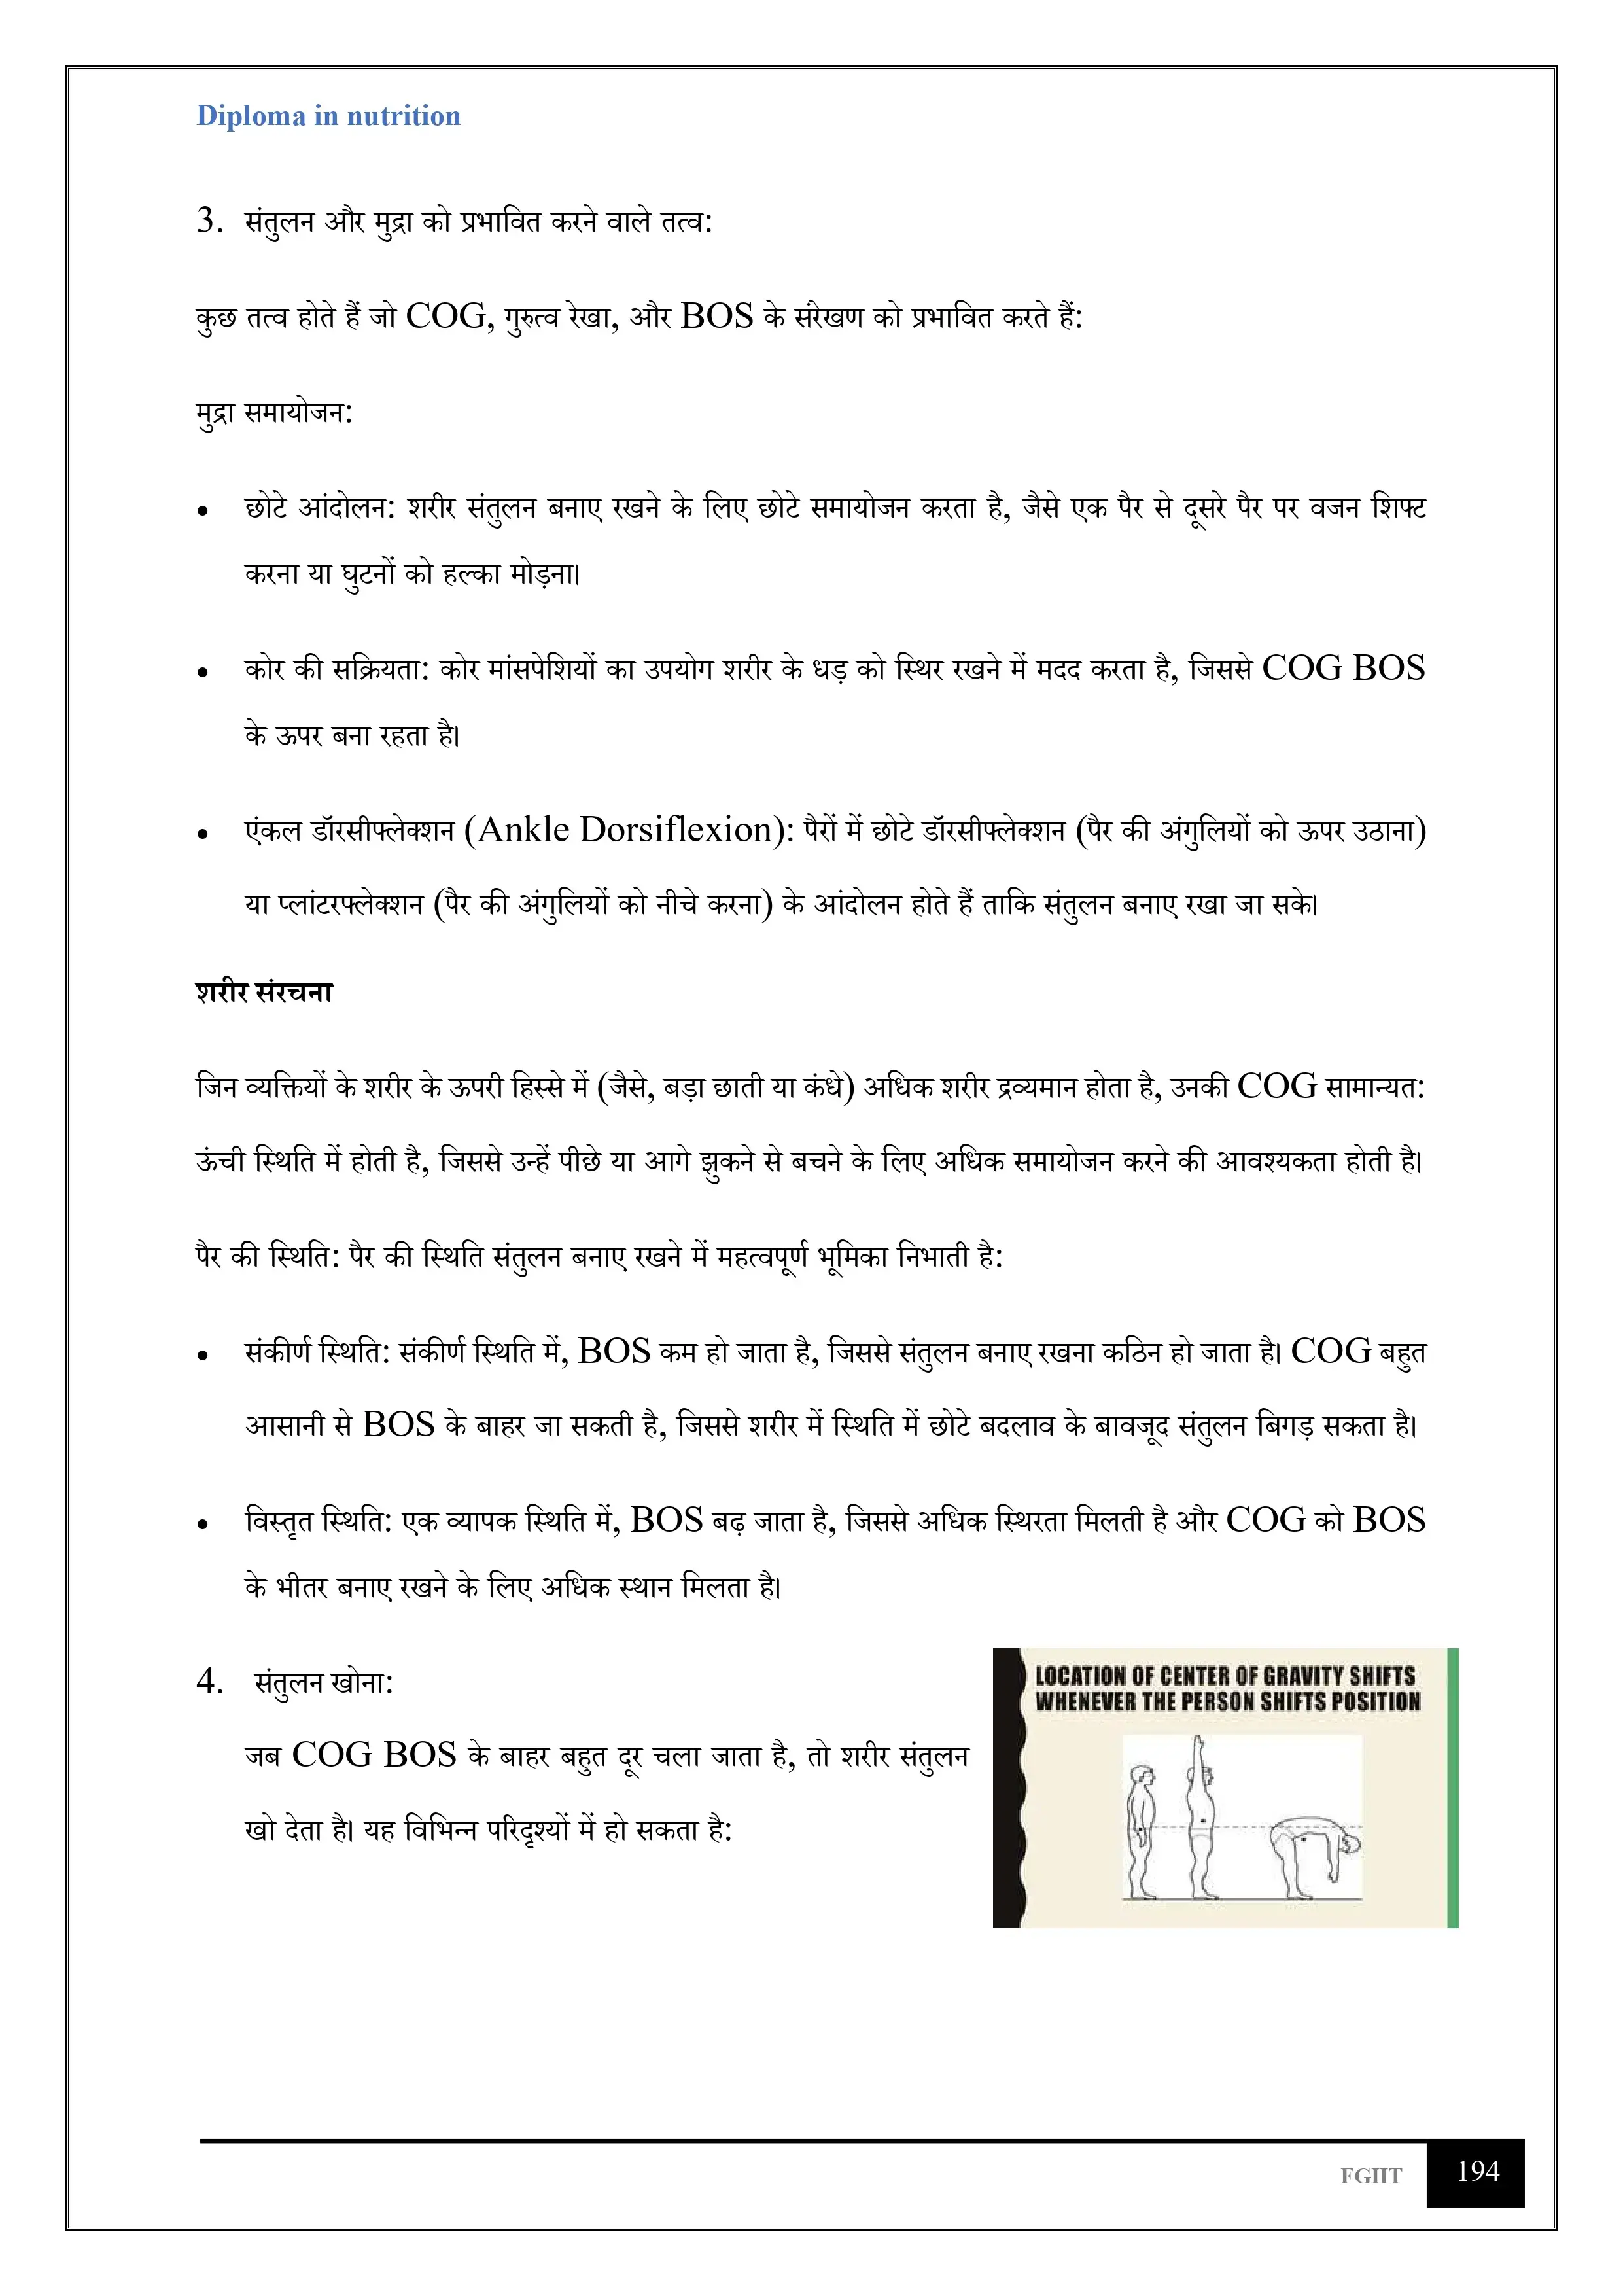 Diploma in nutrition
3. संतुलन और मुद्रा को प्रभावित करने वाले तत्व:
कुछ तत्व होते हैं जो COG, गुरुत्व रेखा, और BOS के संरेखण को प्रभावित करते हैं:
मुद्रा समायोजन:
• छोटे आंदोलन: शरीर संतुलन बनाए रखने के लिए छोटे समायोजन करता है, जैसे एक पैर से दूसरे पैर पर वजन शिफ्ट
करना या घुटनों को हल्का मोड़ना।
• कोर की सक्रियता: कोर मांसपेशियों का उपयोग शरीर के धड़ को स्थिर रखने में मदद करता है, जिससे COG BOS
के ऊपर बना रहता है।
• एंकल डॉरसीफ्लेक्शन (Ankle Dorsiflexion): पैरों में छोटे डॉरसीफ्लेक्शन (पैर की अंगुलियों को ऊपर उठाना)
या प्लांटरफ्लेक्शन (पैर की अंगुलियों को नीचे करना) के आंदोलन होते हैं ताकि संतुलन बनाए रखा जा सके।
शरीर संरचना
जिन व्यक्तियों के शरीर के ऊपरी हिस्से में (जैसे, बड़ा छाती या कंधे) अधिक शरीर द्रव्यमान होता है, उनकी COG सामान्यत:
ऊंची स्थिति में होती है, जिससे उन्हें पीछे या आगे झुकने से बचने के लिए अधिक समायोजन करने की आवश्यकता होती है।
पैर की स्थिति: पैर की स्थिति संतुलन बनाए रखने में महत्वपूर्ण भूमिका निभाती है:
• संकीर्ण स्थिति: संकीर्ण स्थिति में, BOS कम हो जाता है, जिससे संतुलन बनाए रखना कठिन हो जाता है। COG बहुत
आसानी से BOS के बाहर जा सकती है, जिससे शरीर में स्थिति में छोटे बदलाव के बावजूद संतुलन बिगड़ सकता है।
• विस्तृत स्थिति: एक व्यापक स्थिति में, BOS बढ़ जाता है, जिससे अधिक स्थिरता मिलती है और COG को BOS
के भीतर बनाए रखने के लिए अधिक स्थान मिलता है।
4. संतुलन खोना:
जब COG BOS के बाहर बहुत दूर चला जाता है, तो शरीर संतुलन
खो देता है। यह विभिन्न परिदृश्यों में हो सकता है:
LOCATION OF CENTER OF GRAVITY SHIFTS
WHENEVER THE PERSON SHIFTS POSITION
FGIIT 194